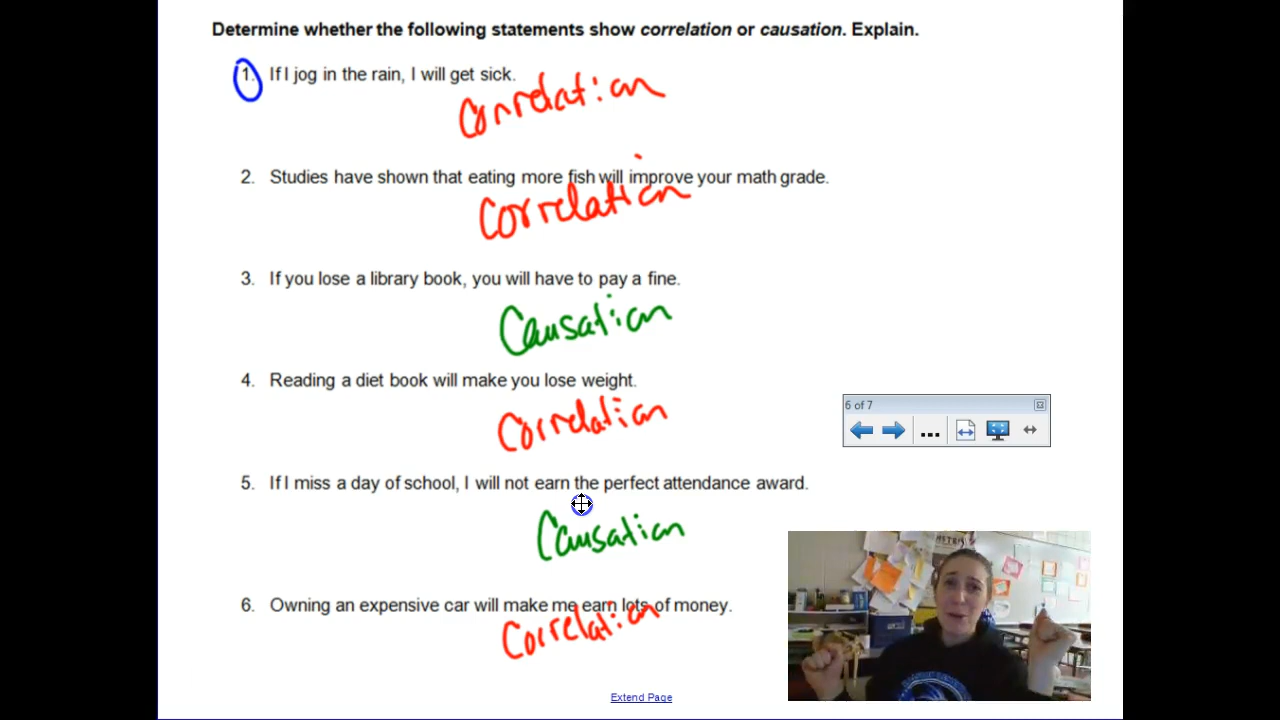 Determine whether the following statements show correlation or causation. Explain.
1. If I jog in the rain, I will get sick.
Correlation
2. Studies have shown that eating more fish will improve your math grade.
Correlation
3. If you lose a library book, you will have to pay a fine.
Causation
4. Reading a diet book will make you lose weight.
Correlation
6 of 7
5. If I miss a day of school, I will not earn the perfect attendance award.
Causation
6. Owning an expensive car will make me earn lots of money.
Correlation
Extend Page